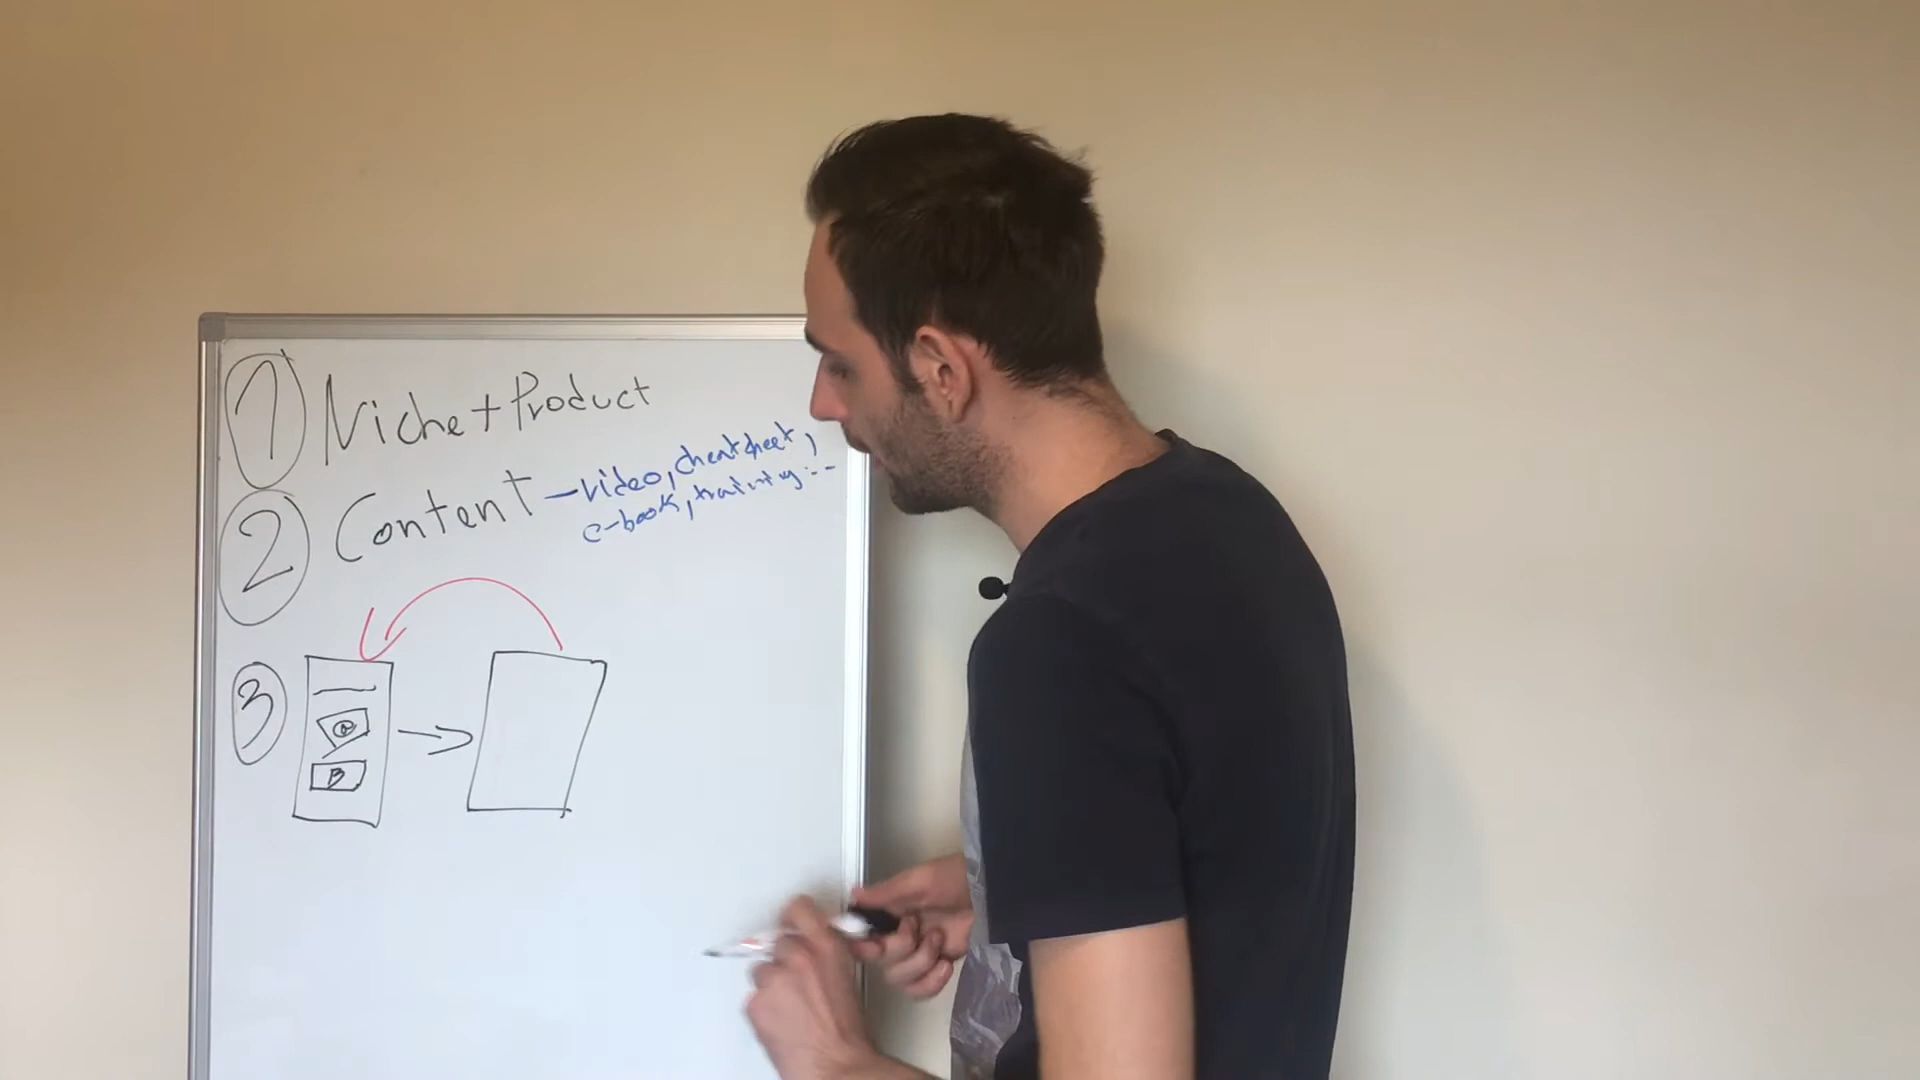 1 Niche + Product
2 Content - video, cheatsheet,
e-book, training...
3
@
B